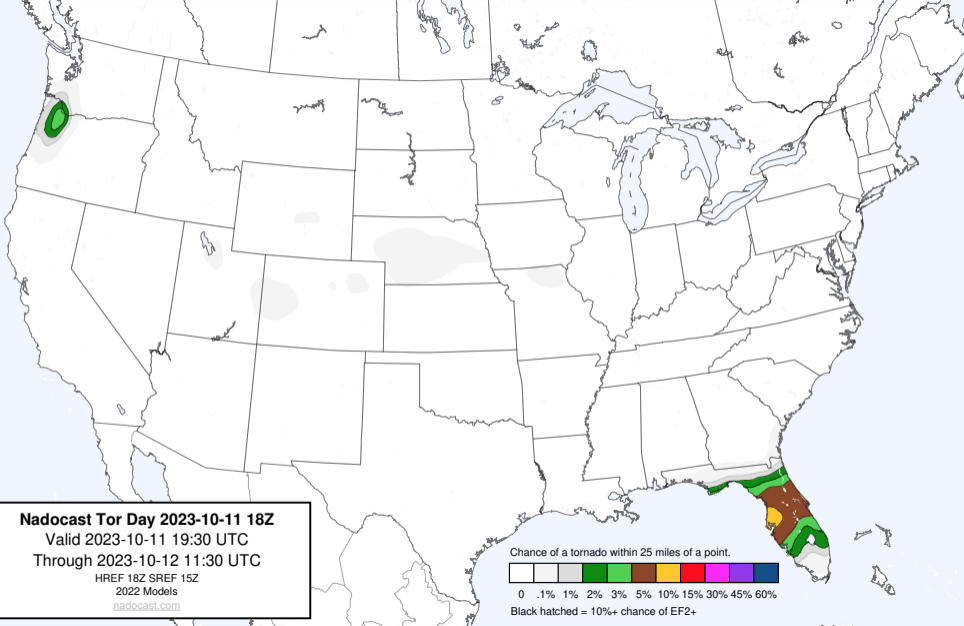 Nadocast Tor Day 2023-10-11 18Z
Valid 2023-10-11 19:30 UTC
Through 2023-10-12 11:30 UTC
HREF 18Z SREF 15Z
2022 Models
nadocast.com
Chance of a tornado within 25 miles of a point.
0 .1% 1% 2% 3% 5% 10% 15% 30% 45% 60%
Black hatched = 10%+ chance of EF2+